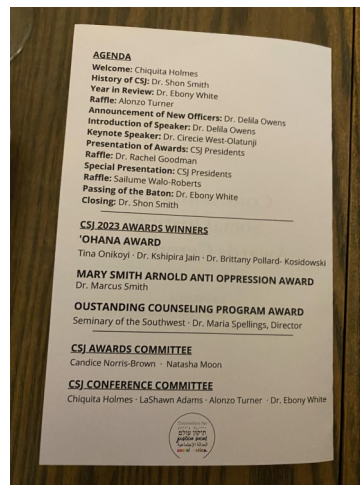 AGENDA
Welcome: Chiquita Holmes
History of CSJ: Dr. Shon Smith
Year in Review: Dr. Ebony White
Raffle: Alonzo Turner
Announcement of New Officers: Dr. Delila Owens
Introduction of Speaker: Dr. Delila Owens
Keynote Speaker: Dr. Cirecie West-Olatunji
Presentation of Awards: CSJ Presidents
Raffle: Dr. Rachel Goodman
Special Presentation: CSJ Presidents
Raffle: Sailume Walo-Roberts
Passing of the Baton: Dr. Ebony White
Closing: Dr. Shon Smith
CSJ 2023 AWARDS WINNERS
'OHANA AWARD
Tina Onikoyi · Dr. Kshipira Jain · Dr. Brittany Pollard- Kosidowski
MARY SMITH ARNOLD ANTI OPPRESSION AWARD
Dr. Marcus Smith
OUSTANDING COUNSELING PROGRAM AWARD
Seminary of the Southwest · Dr. Maria Spellings, Director
CSJ AWARDS COMMITTEE
Candice Norris-Brown · Natasha Moon
CSJ CONFERENCE COMMITTEE
Chiquita Holmes · LaShawn Adams · Alonzo Turner · Dr. Ebony White
תיקון עולם